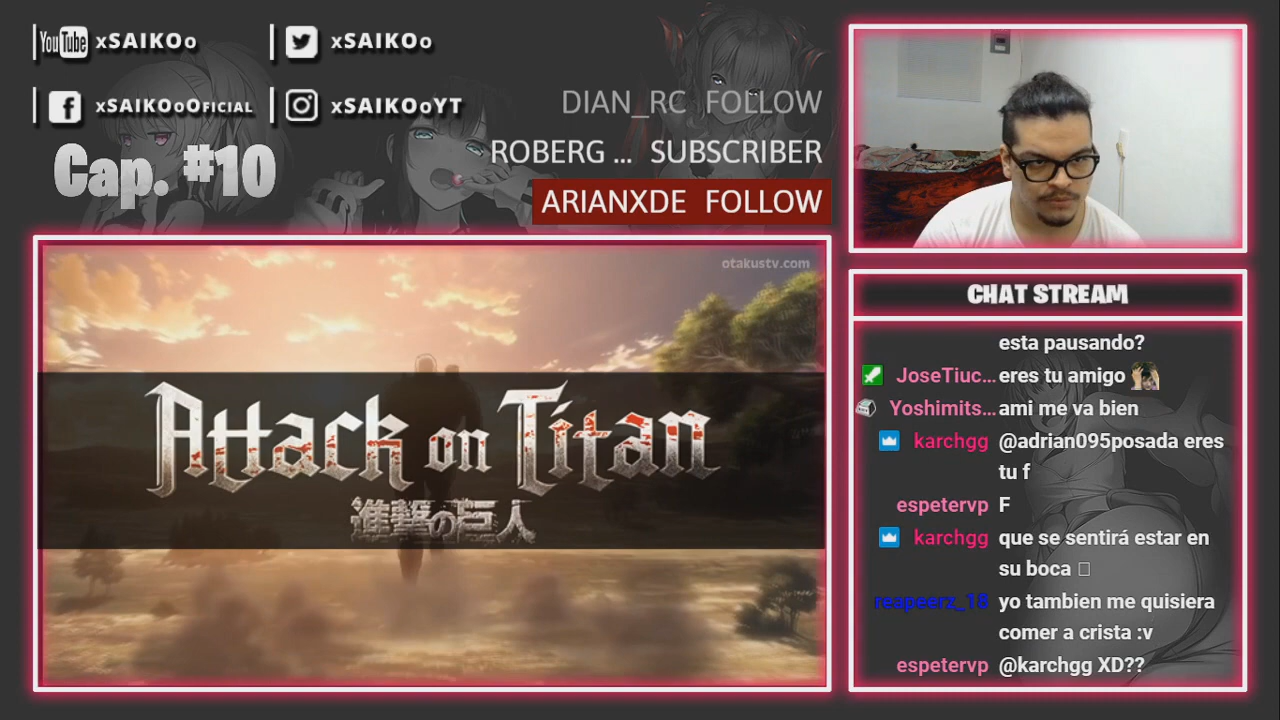 YouTube xSAIKOo
xSAIKOo
xSAIKOoOFICIAL
xSAIKOoYT
Cap. #10
DIAN_RC FOLLOW
ROBERG ... SUBSCRIBER
ARIANXDE FOLLOW
otakustv.com
Attack on Titan
進撃の巨人
CHAT STREAM
esta pausando?
JoseTiuc... eres tu amigo
Yoshimits... ami me va bien
karchgg @adrian095posada eres
tu f
espetervp F
karchgg que se sentirá estar en
su boca
reapeerz_18 yo tambien me quisiera
comer a crista :v
espetervp @karchgg XD??